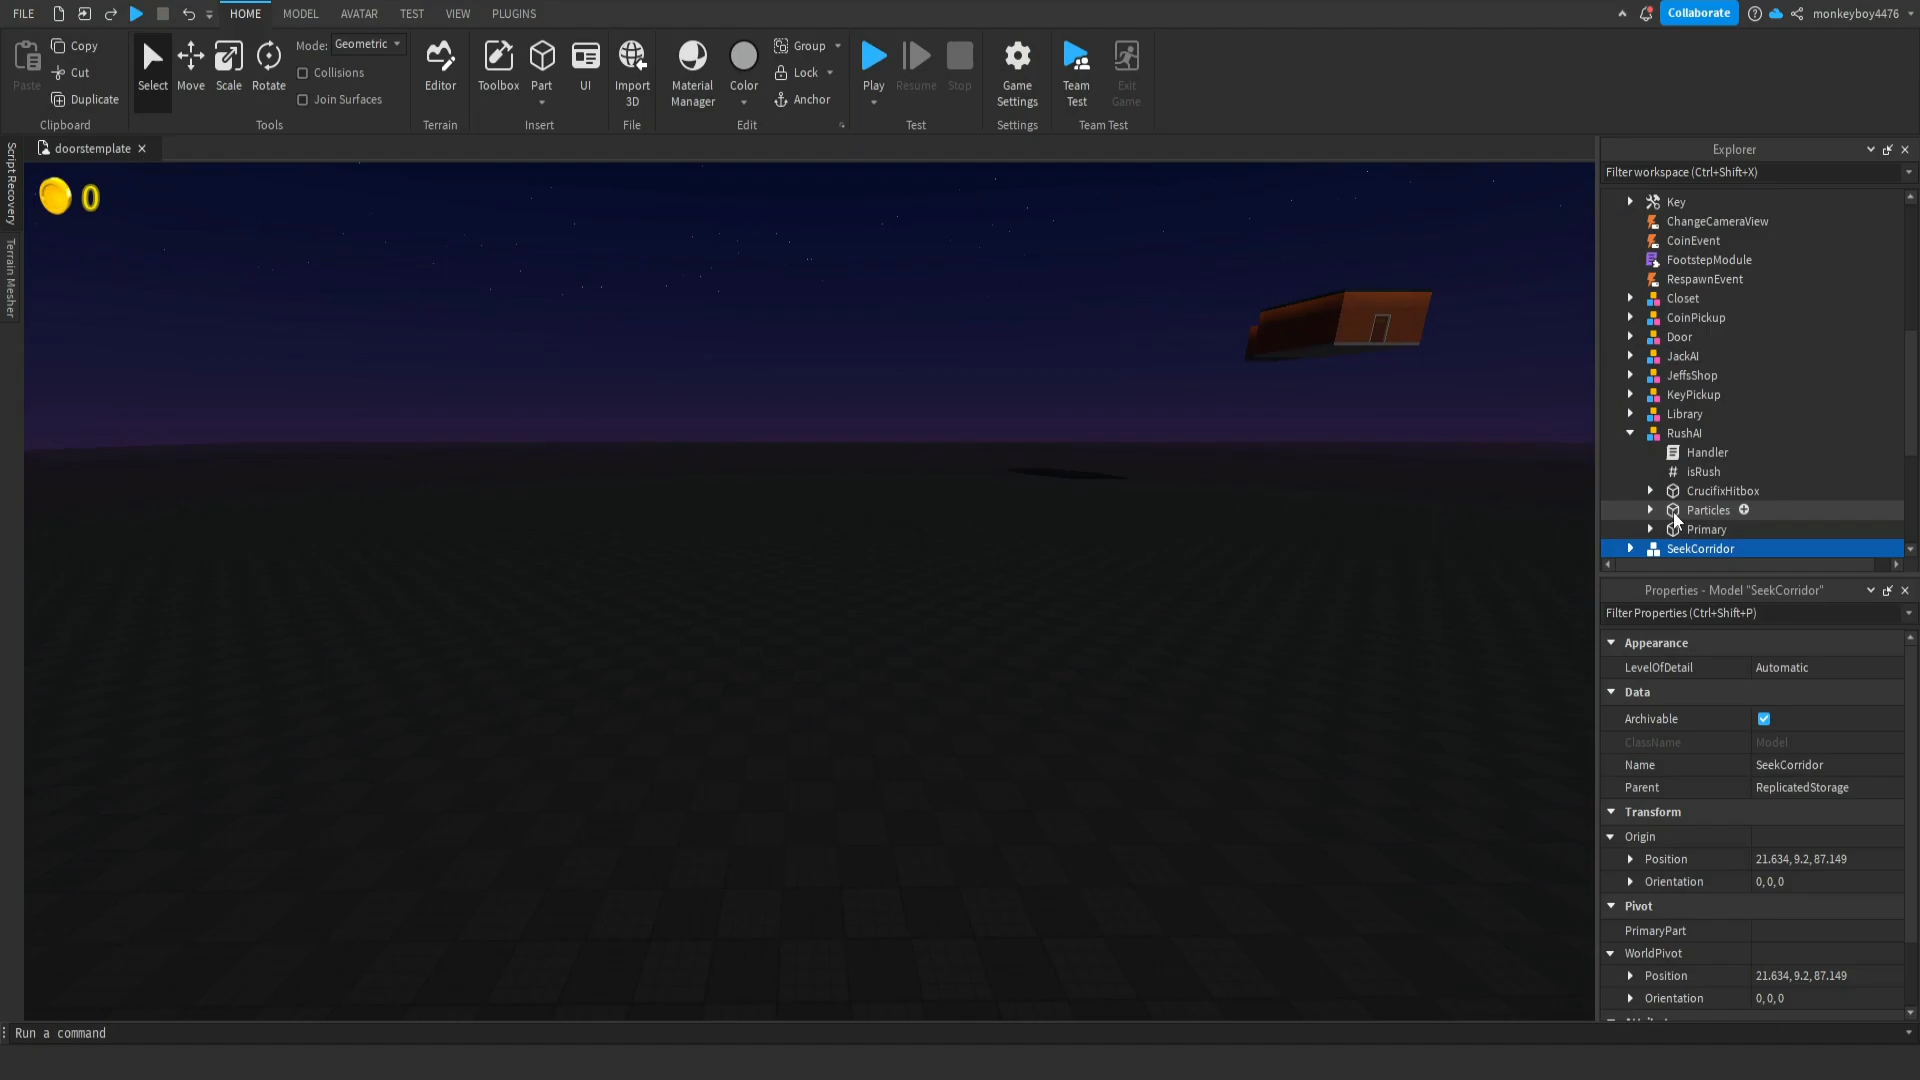 FILE HOME MODEL AVATAR TEST VIEW PLUGINS Collaborate monkeyboy4476
Paste Copy Cut Duplicate Clipboard
Select Move Scale Rotate Mode: Geometric Collisions Join Surfaces Tools
Editor Terrain
Toolbox Part UI Insert
Import 3D File
Material Manager Color Group Lock Anchor Edit
Play Resume Stop Test
Game Settings Settings
Team Test Exit Game Team Test
doorstemplate
Script Recovery
Terrain Mesher
0
Explorer
Filter workspace (Ctrl+Shift+X)
Key
ChangeCameraView
CoinEvent
FootstepModule
RespawnEvent
Closet
CoinPickup
Door
JackAI
JeffsShop
KeyPickup
Library
RushAI
Handler
# isRush
CrucifixHitbox
Particles
Primary
SeekCorridor
Properties - Model "SeekCorridor"
Filter Properties (Ctrl+Shift+P)
Appearance
LevelOfDetail Automatic
Data
Archivable
ClassName Model
Name SeekCorridor
Parent ReplicatedStorage
Transform
Origin
Position 21.634, 9.2, 87.149
Orientation 0, 0, 0
Pivot
PrimaryPart
WorldPivot
Position 21.634, 9.2, 87.149
Orientation 0, 0, 0
Run a command